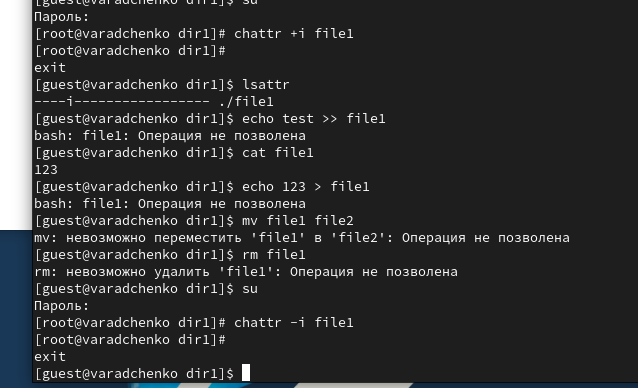 su
Пароль:
[root@varadchenko dir1]# chattr +i file1
[root@varadchenko dir1]#
exit
[guest@varadchenko dir1]$ lsattr
----i----------------- ./file1
[guest@varadchenko dir1]$ echo test >> file1
bash: file1: Операция не позволена
[guest@varadchenko dir1]$ cat file1
123
[guest@varadchenko dir1]$ echo 123 > file1
bash: file1: Операция не позволена
[guest@varadchenko dir1]$ mv file1 file2
mv: невозможно переместить 'file1' в 'file2': Операция не позволена
[guest@varadchenko dir1]$ rm file1
rm: невозможно удалить 'file1': Операция не позволена
[guest@varadchenko dir1]$ su
Пароль:
[root@varadchenko dir1]# chattr -i file1
[root@varadchenko dir1]#
exit
[guest@varadchenko dir1]$